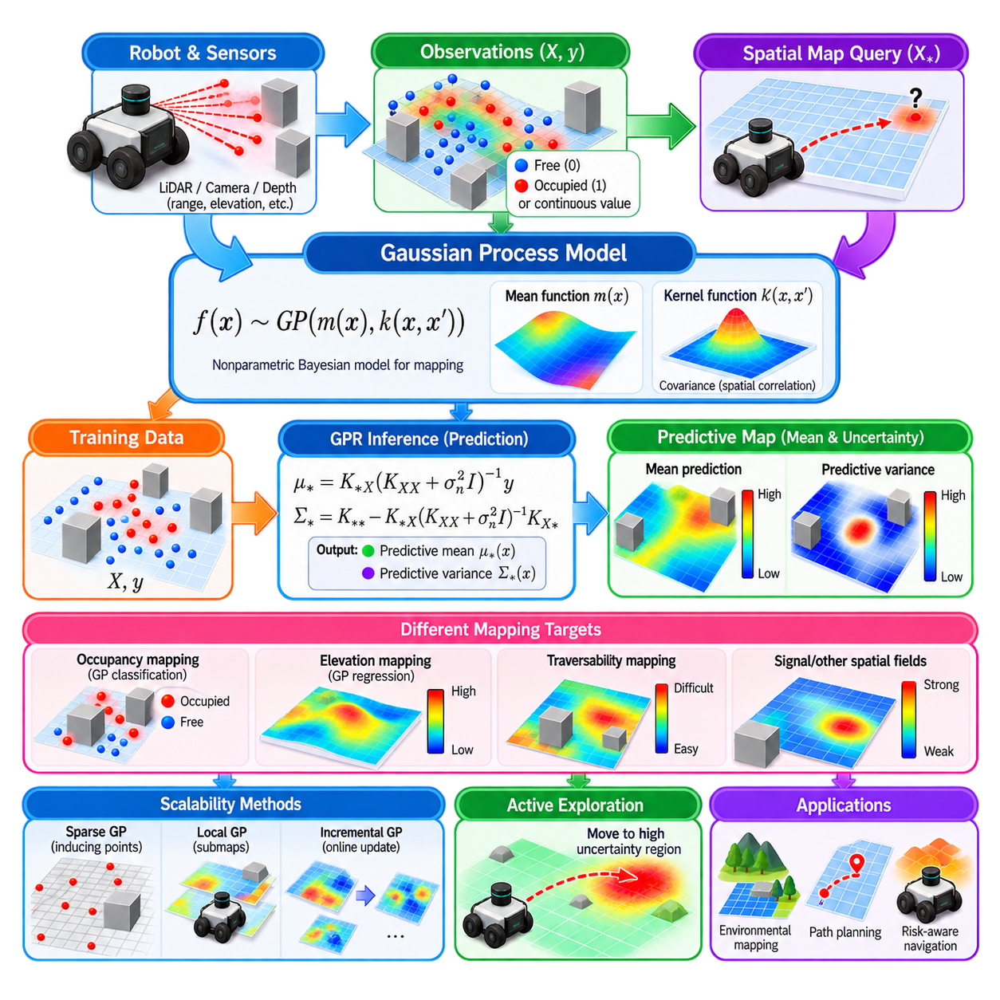 Robot & Sensors
LiDAR / Camera / Depth
(range, elevation, etc.)
Observations (X, y)
Free (0)
Occupied (1)
or continuous value
Spatial Map Query (X∗)
?
Gaussian Process Model
f(x) ∼ GP(m(x), k(x, x′))
Nonparametric Bayesian model for mapping
Mean function m(x)
Kernel function K(x, x′)
Covariance (spatial correlation)
Training Data
X, y
GPR Inference (Prediction)
μ∗ = K∗X(KXX + σn²I)⁻¹y
Σ∗ = K∗∗ − K∗X(KXX + σn²I)⁻¹KX∗
Output: Predictive mean μ∗(x)
Predictive variance Σ∗(x)
Predictive Map (Mean & Uncertainty)
Mean prediction
High
Low
Predictive variance
High
Low
Different Mapping Targets
Occupancy mapping
(GP classification)
Occupied
Free
Elevation mapping
(GP regression)
High
Low
Traversability mapping
Difficult
Easy
Signal/other spatial fields
Strong
Weak
Scalability Methods
Sparse GP
(inducing points)
Local GP
(submaps)
Incremental GP
(online update)
...
Active Exploration
Move to high
uncertainty region
Applications
Environmental
mapping
Path planning
Risk-aware
navigation